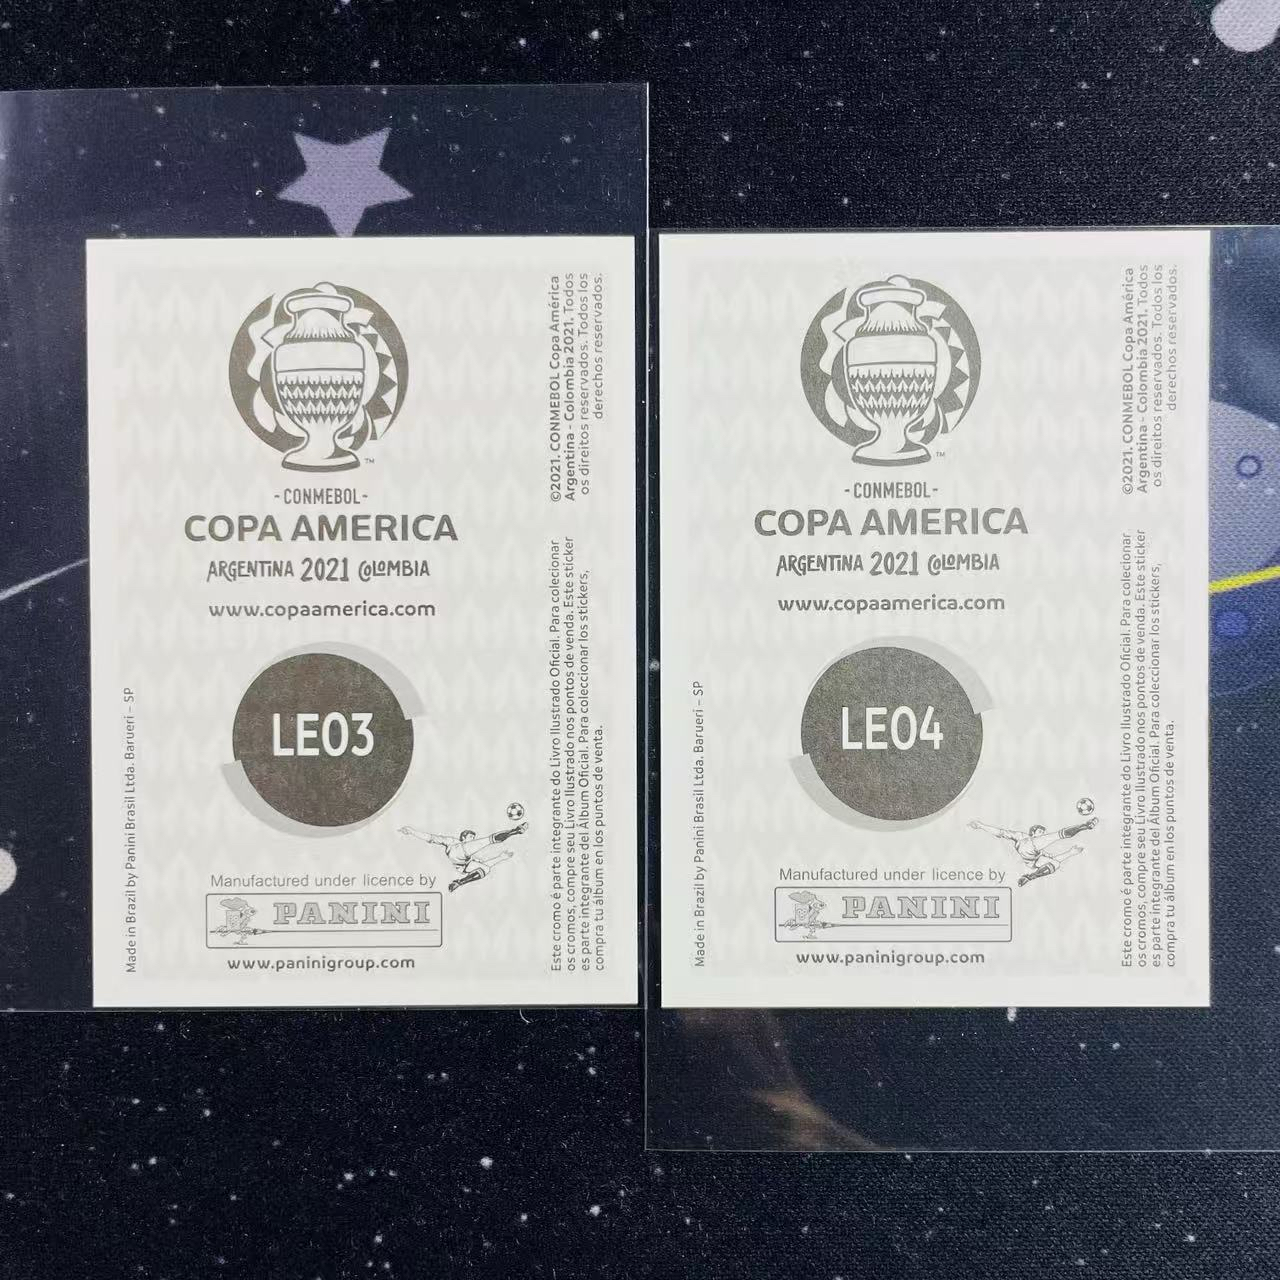 TM
- CONMEBOL -
COPA AMERICA
ARGENTINA 2021 COLOMBIA
www.copaamerica.com
LEO3
Manufactured under licence by
PANINI
www.paninigroup.com
Made in Brazil by Panini Brasil Ltda. Barueri – SP
©2021. CONMEBOL Copa América
Argentina - Colombia 2021. Todos
os direitos reservados. Todos los
derechos reservados.
Este cromo é parte integrante do Livro Ilustrado Oficial. Para colecionar
os cromos, compre seu Livro Ilustrado nos pontos de venda. Este sticker
es parte integrante del Álbum Oficial. Para coleccionar los stickers,
compra tu álbum en los puntos de venta.
TM
- CONMEBOL -
COPA AMERICA
ARGENTINA 2021 COLOMBIA
www.copaamerica.com
LEO4
Manufactured under licence by
PANINI
www.paninigroup.com
Made in Brazil by Panini Brasil Ltda. Barueri – SP
©2021. CONMEBOL Copa América
Argentina - Colombia 2021. Todos
os direitos reservados. Todos los
derechos reservados.
Este cromo é parte integrante do Livro Ilustrado Oficial. Para colecionar
os cromos, compre seu Livro Ilustrado nos pontos de venda. Este sticker
es parte integrante del Álbum Oficial. Para coleccionar los stickers,
compra tu álbum en los puntos de venta.